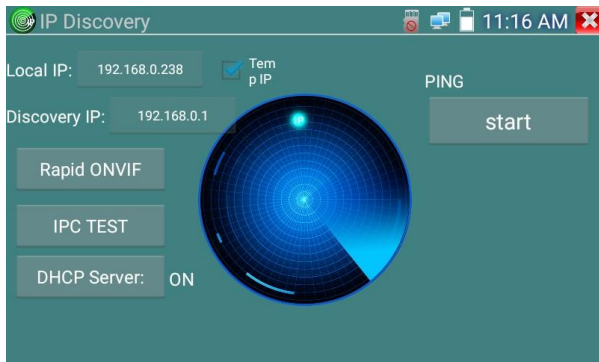 IP Discovery
11:16 AM
Local IP:
192.168.0.238
Tem
p IP
PING
Discovery IP:
192.168.0.1
start
Rapid ONVIF
IPC TEST
DHCP Server:
ON